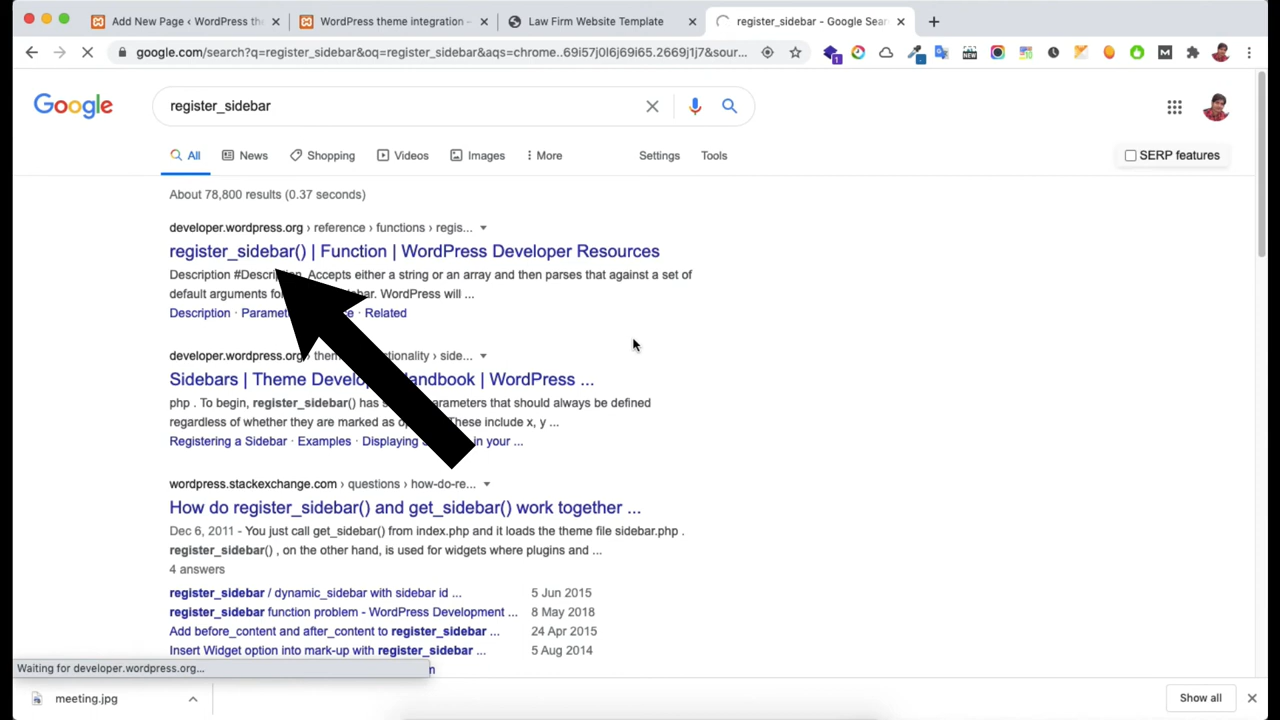 Add New Page ‹ WordPress the
WordPress theme integration –
Law Firm Website Template
register_sidebar - Google Sear
google.com/search?q=register_sidebar&oq=register_sidebar&aqs=chrome..69i57j0l6j69i65.2669j1j7&sour...
1
NEW
M
Google
register_sidebar
All
News
Shopping
Videos
Images
More
Settings
Tools
SERP features
About 78,800 results (0.37 seconds)
developer.wordpress.org › reference › functions › regis...
register_sidebar() | Function | WordPress Developer Resources
Description #Descrip Accepts either a string or an array and then parses that against a set of
default arguments fo bar. WordPress will ...
Description · Paramet · Related
developer.wordpress.org › them ctionality › side...
Sidebars | Theme Develop Handbook | WordPress ...
php . To begin, register_sidebar() has s arameters that should always be defined
regardless of whether they are marked as o These include x, y ...
Registering a Sidebar · Examples · Displaying S in your ...
wordpress.stackexchange.com › questions › how-do-re...
How do register_sidebar() and get_sidebar() work together ...
Dec 6, 2011 - You just call get_sidebar() from index.php and it loads the theme file sidebar.php .
register_sidebar() , on the other hand, is used for widgets where plugins and ...
4 answers
register_sidebar / dynamic_sidebar with sidebar id ...
5 Jun 2015
register_sidebar function problem - WordPress Development ...
8 May 2018
Add before_content and after_content to register_sidebar ...
24 Apr 2015
Insert Widget option into mark-up with register_sidebar ...
5 Aug 2014
Waiting for developer.wordpress.org...
meeting.jpg
Show all